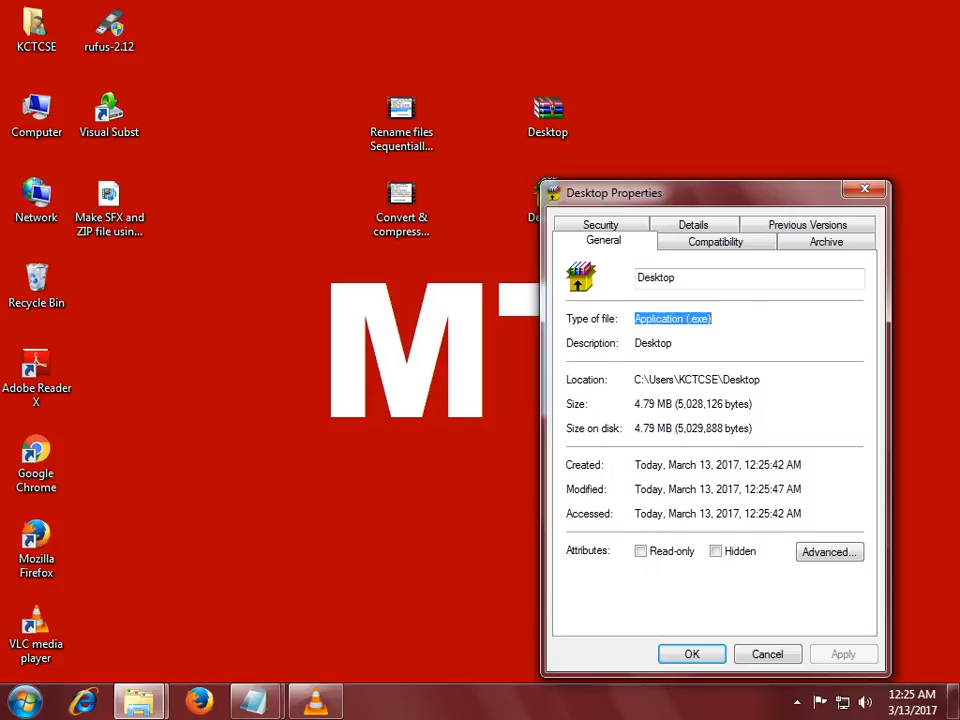 KCTCSE
rufus-2.12
Computer
Visual Subst
Rename files
Sequentiall...
Desktop
Network
Make SFX and
ZIP file usin...
Convert &
compress...
De
Recycle Bin
Adobe Reader
X
Google
Chrome
Mozilla
Firefox
VLC media
player
MT
Desktop Properties
Security
Details
Previous Versions
General
Compatibility
Archive
Desktop
Type of file: Application (.exe)
Description: Desktop
Location: C:\Users\KCTCSE\Desktop
Size: 4.79 MB (5,028,126 bytes)
Size on disk: 4.79 MB (5,029,888 bytes)
Created: Today, March 13, 2017, 12:25:42 AM
Modified: Today, March 13, 2017, 12:25:47 AM
Accessed: Today, March 13, 2017, 12:25:42 AM
Attributes: Read-only Hidden Advanced...
OK Cancel Apply
12:25 AM
3/13/2017